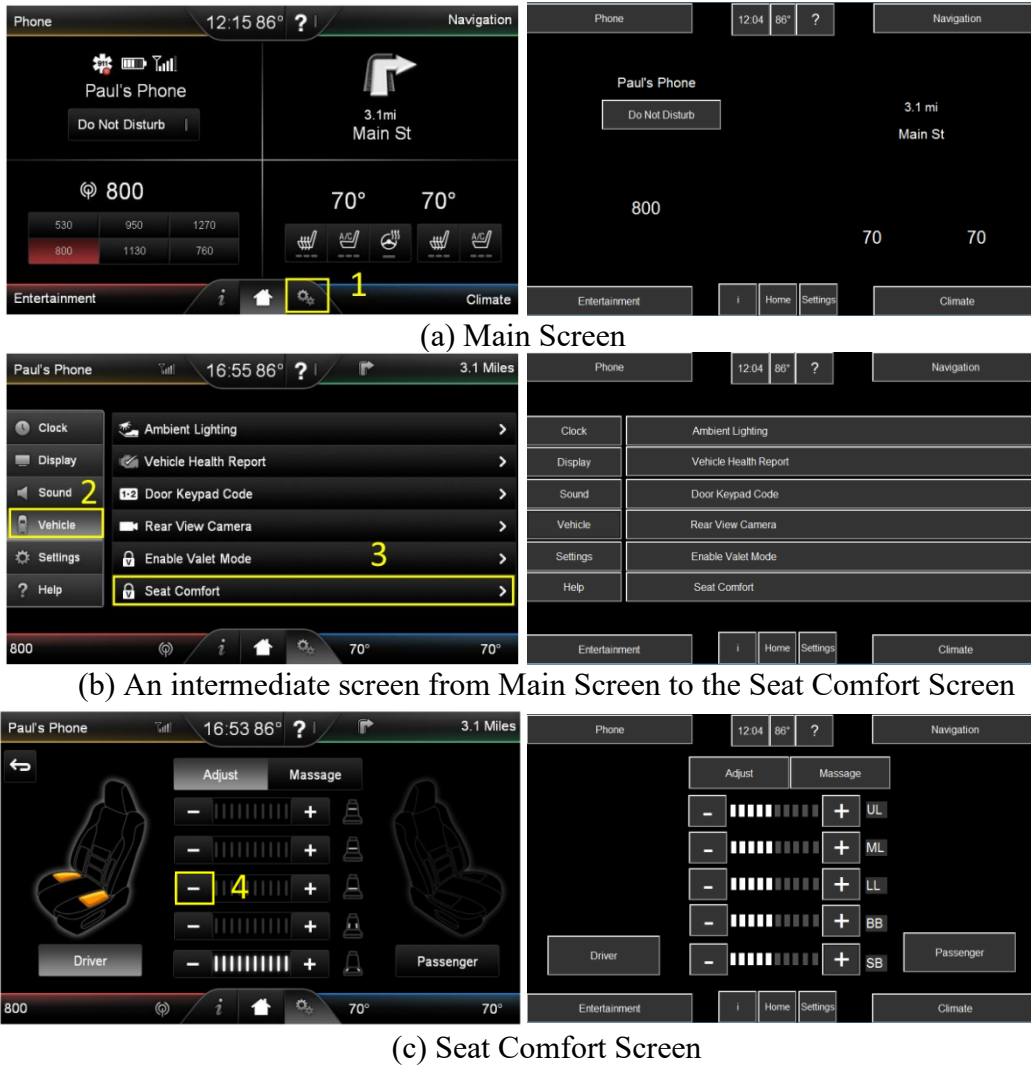 Phone 12:15 86° ? Navigation
911
Paul's Phone
Do Not Disturb
3.1mi
Main St
800
530 950 1270
800 1130 760
70° 70°
A/C A/C
Entertainment i 1 Climate
Phone 12:04 86° ? Navigation
Paul's Phone
Do Not Disturb
3.1 mi
Main St
800
70 70
Entertainment i Home Settings Climate
(a) Main Screen
Paul's Phone 16:55 86° ? 3.1 Miles
Clock Ambient Lighting >
Display Vehicle Health Report >
Sound 2 1•2 Door Keypad Code >
Vehicle Rear View Camera >
Settings V Enable Valet Mode 3 >
? Help V Seat Comfort >
800 i 70° 70°
Phone 12:04 86° ? Navigation
Clock Ambient Lighting
Display Vehicle Health Report
Sound Door Keypad Code
Vehicle Rear View Camera
Settings Enable Valet Mode
Help Seat Comfort
Entertainment i Home Settings Climate
(b) An intermediate screen from Main Screen to the Seat Comfort Screen
Paul's Phone 16:53 86° ? 3.1 Miles
Adjust Massage
- +
- +
- 4 +
- +
Driver - + Passenger
800 i 70° 70°
Phone 12:04 86° ? Navigation
Adjust Massage
- + UL
- + ML
- + LL
- + BB
Driver - + SB Passenger
Entertainment i Home Settings Climate
(c) Seat Comfort Screen